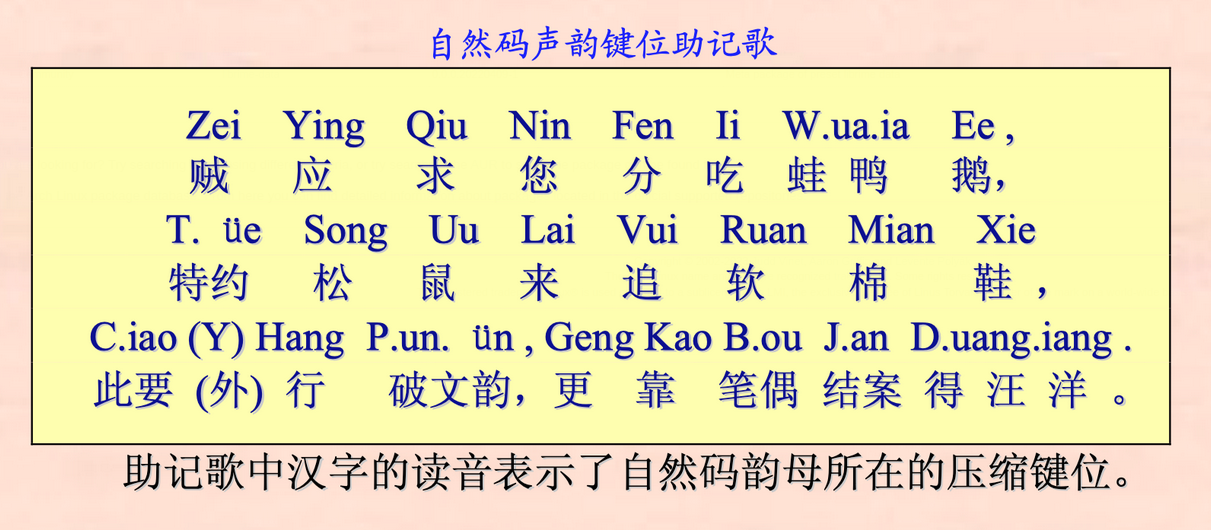 自然码声韵键位助记歌
Zei Ying Qiu Nin Fen Ii W.ua.ia Ee ,
贼 应 求 您 分 吃 蛙 鸭 鹅，
T. üe Song Uu Lai Vui Ruan Mian Xie
特约 松 鼠 来 追 软 棉 鞋 ，
C.iao (Y) Hang P.un. ün , Geng Kao B.ou J.an D.uang.iang .
此要 (外) 行 破文韵，更 靠 笔偶 结案 得 汪 洋 。
助记歌中汉字的读音表示了自然码韵母所在的压缩键位。